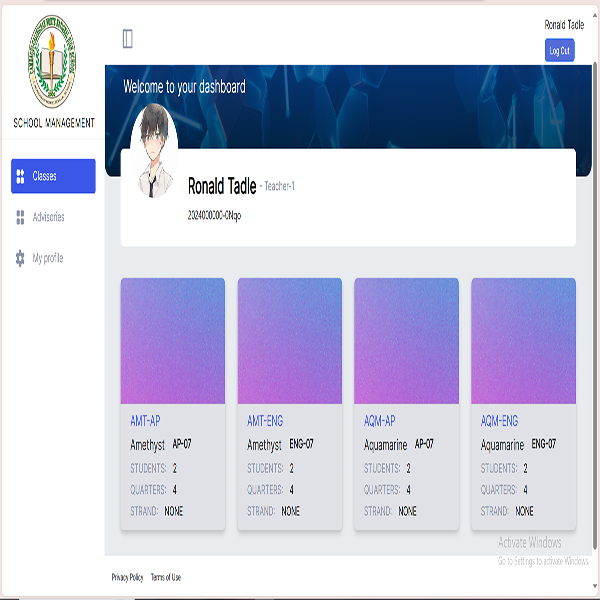 Ronald Tadle
Log Out
SCHOOL MANAGEMENT
Classes
Advisories
My profile
Welcome to your dashboard
Ronald Tadle - Teacher-1
2024000000-0Nqo
AMT-AP
Amethyst AP-07
STUDENTS: 2
QUARTERS: 4
STRAND: NONE
AMT-ENG
Amethyst ENG-07
STUDENTS: 2
QUARTERS: 4
STRAND: NONE
AQM-AP
Aquamarine AP-07
STUDENTS: 2
QUARTERS: 4
STRAND: NONE
AQM-ENG
Aquamarine ENG-07
STUDENTS: 2
QUARTERS: 4
STRAND: NONE
Activate Windows
Go to Settings to activate Windows.
Privacy Policy Terms of Use